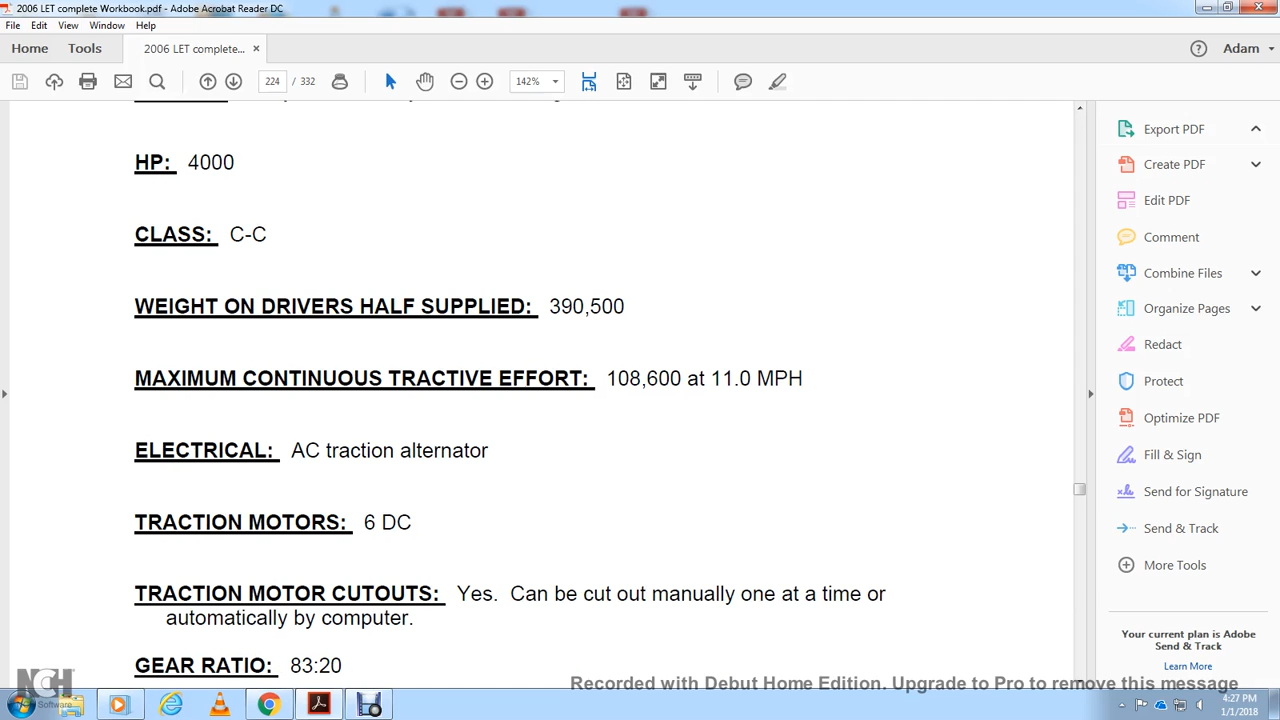 2006 LET complete Workbook.pdf - Adobe Acrobat Reader DC
File Edit View Window Help
Home Tools 2006 LET complete... × Adam
224 / 332 142%
HP: 4000
CLASS: C-C
WEIGHT ON DRIVERS HALF SUPPLIED: 390,500
MAXIMUM CONTINUOUS TRACTIVE EFFORT: 108,600 at 11.0 MPH
ELECTRICAL: AC traction alternator
TRACTION MOTORS: 6 DC
TRACTION MOTOR CUTOUTS: Yes. Can be cut out manually one at a time or
automatically by computer.
GEAR RATIO: 83:20
Export PDF
Create PDF
Edit PDF
Comment
Combine Files
Organize Pages
Redact
Protect
Optimize PDF
Fill & Sign
Send for Signature
Send & Track
More Tools
Your current plan is Adobe
Send & Track
Learn More
NCH
Software
Recorded with Debut Home Edition. Upgrade to Pro to remove this message
4:27 PM
1/1/2018